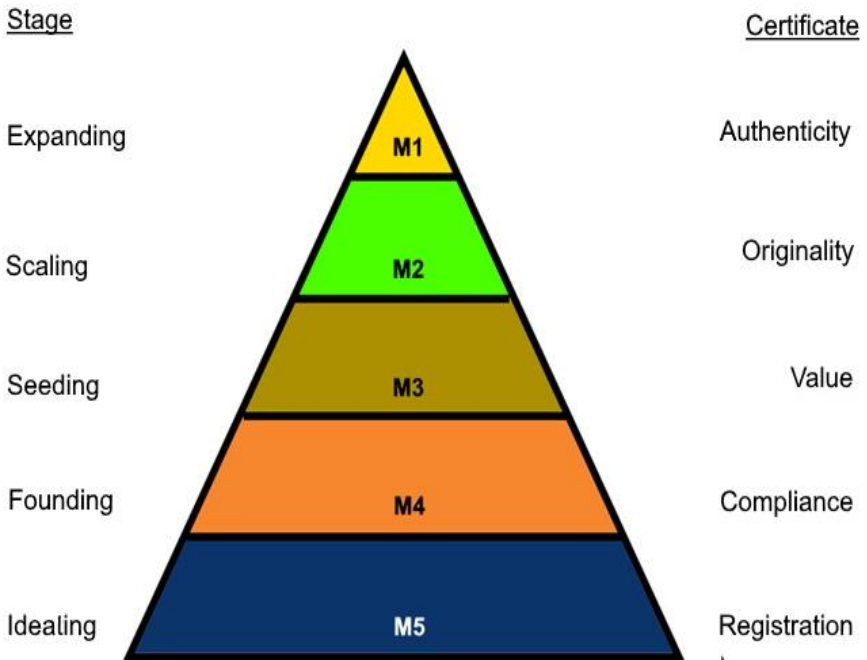 Stage
Certificate
Expanding
M1
Authenticity
Scaling
M2
Originality
Seeding
M3
Value
Founding
M4
Compliance
Idealing
M5
Registration